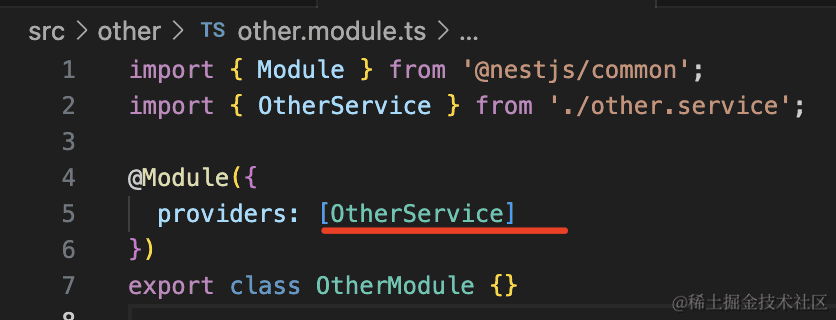 src > other > TS other.module.ts > ...
1 import { Module } from '@nestjs/common';
2 import { OtherService } from './other.service';
3
4 @Module({
5   providers: [OtherService]
6 })
7 export class OtherModule {}
8
@稀土掘金技术社区